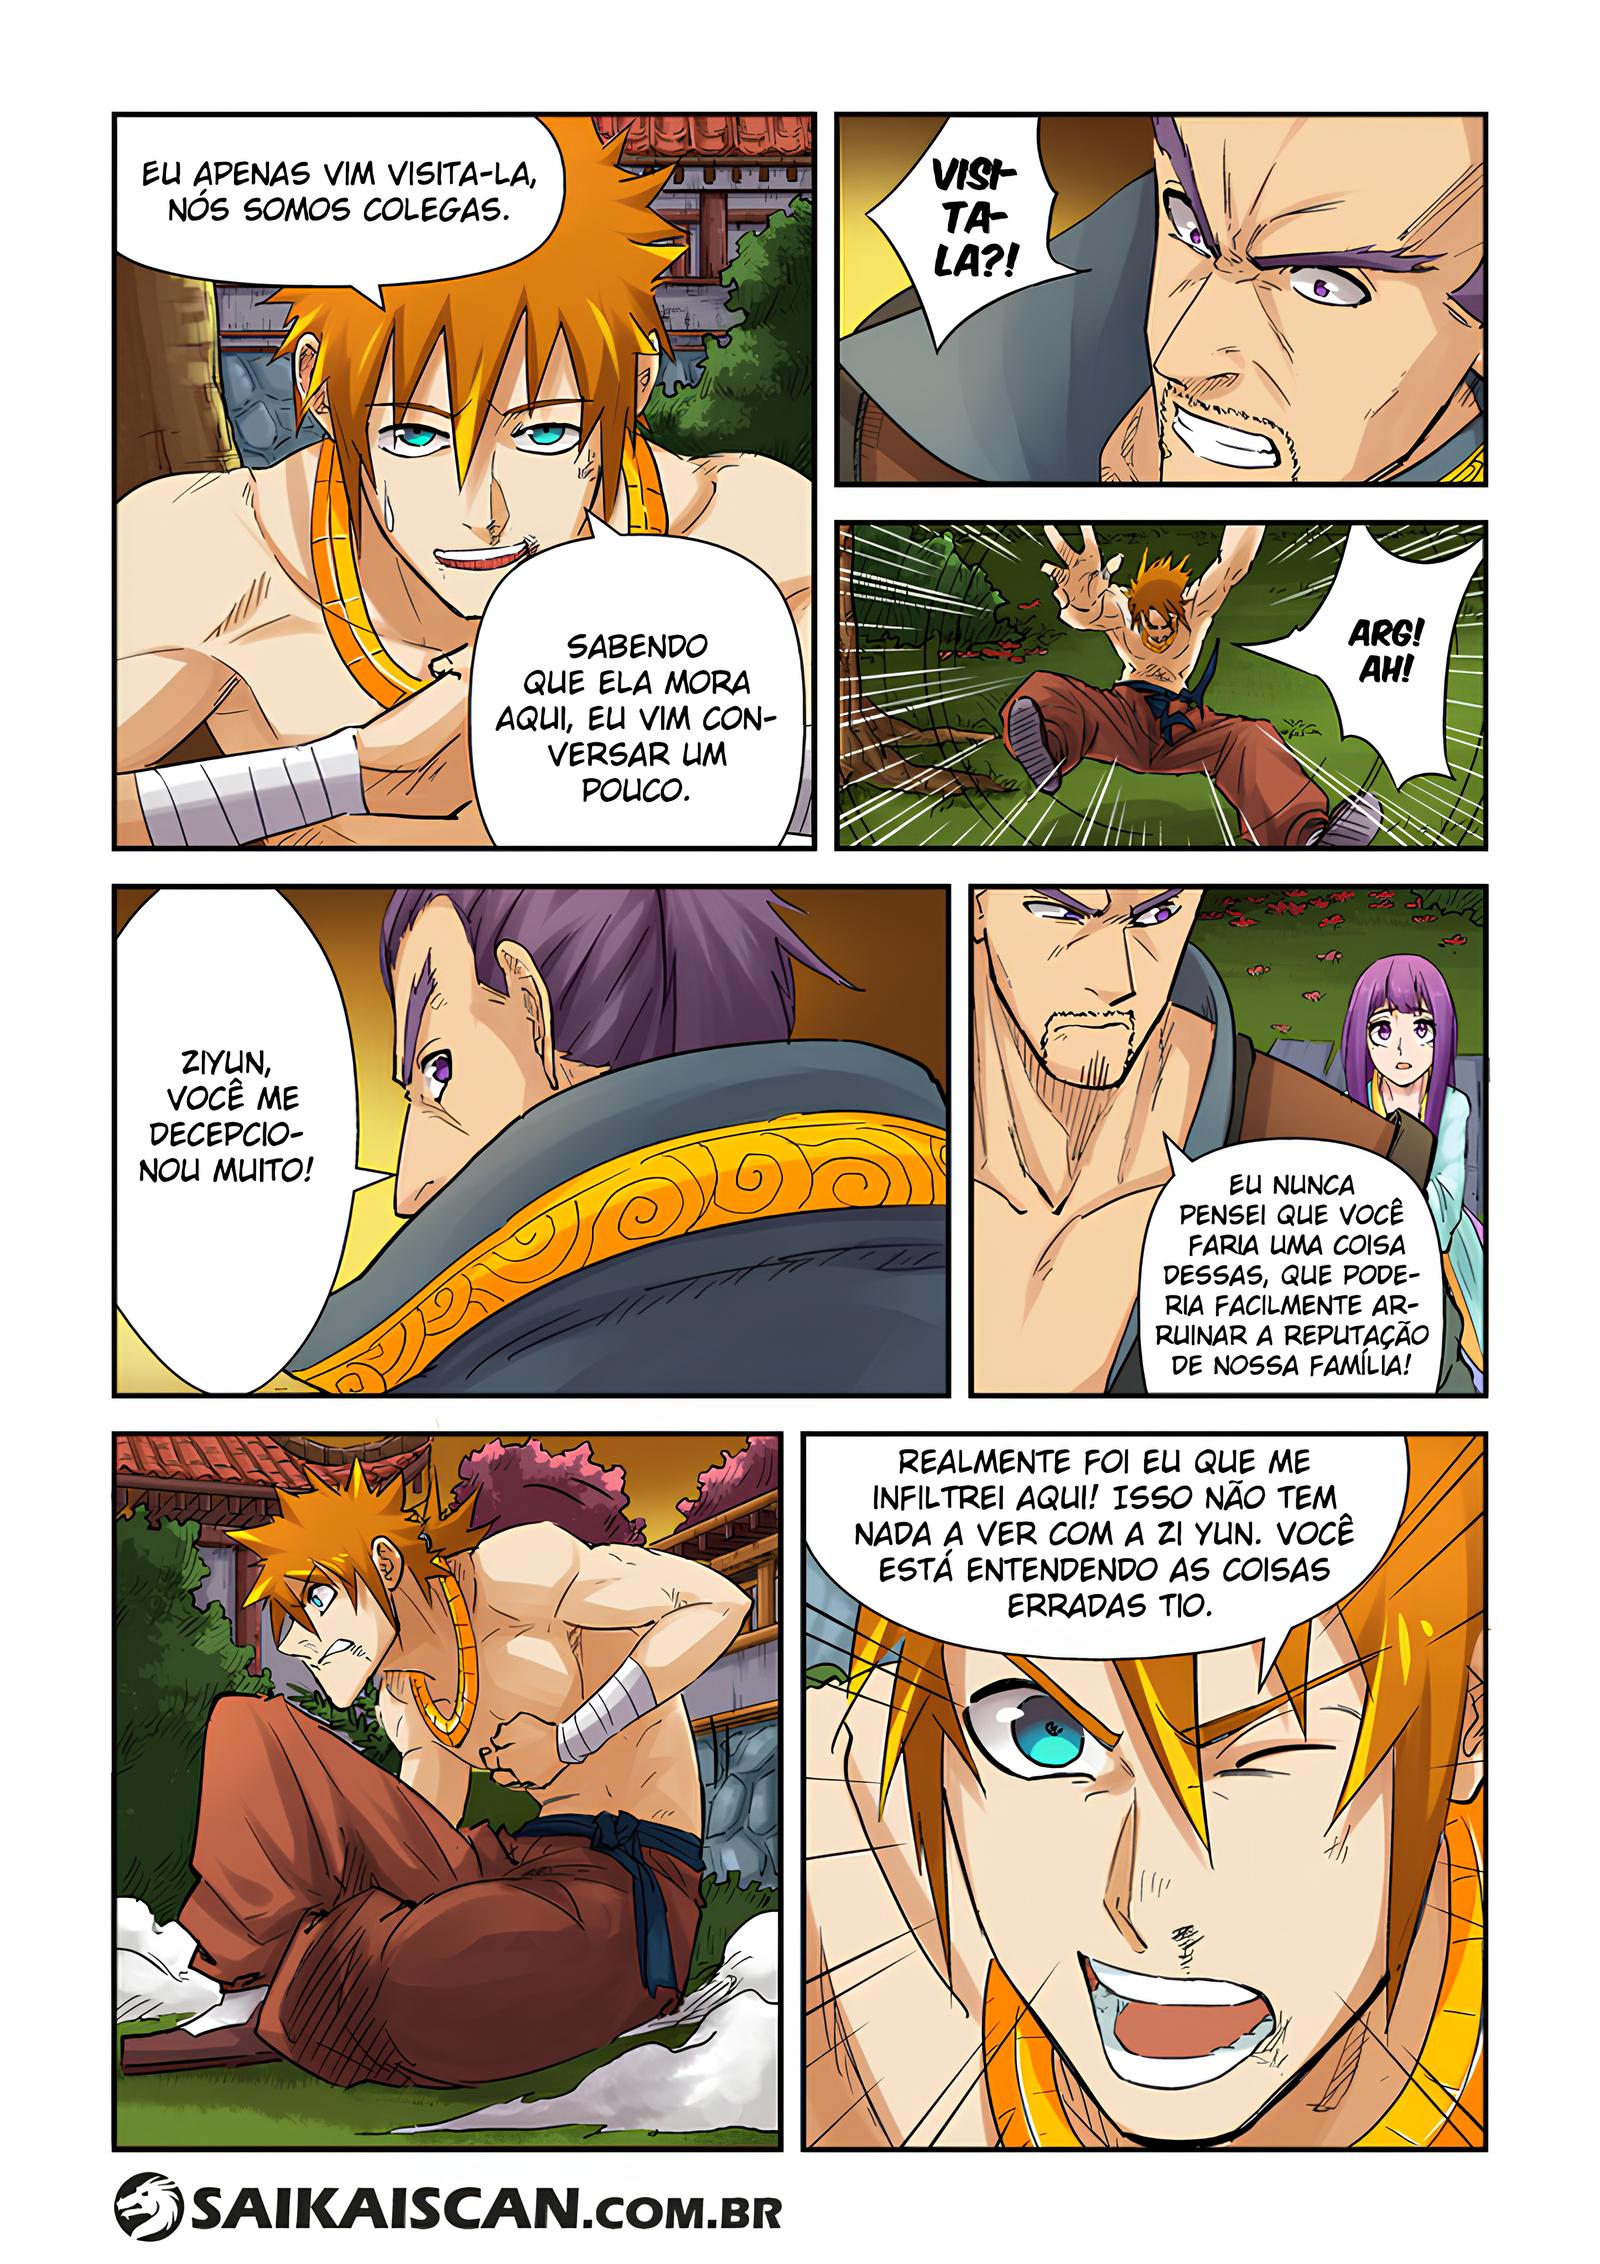 EU APENAS VIM VISITA-LA,
NÓS SOMOS COLEGAS.
SABENDO
QUE ELA MORA
AQUI, EU VIM CON-
VERSAR UM
POUCO.
VISI-
TA-
LA?!
ARG!
AH!
ZIYUN,
VOCÊ ME
DECEPCIO-
NOU MUITO!
EU NUNCA
PENSEI QUE VOCÊ
FARIA UMA COISA
DESSAS, QUE PODE-
RIA FACILMENTE AR-
RUINAR A REPUTAÇÃO
DE NOSSA FAMÍLIA!
REALMENTE FOI EU QUE ME
INFILTREI AQUI! ISSO NÃO TEM
NADA A VER COM A ZI YUN. VOCÊ
ESTÁ ENTENDENDO AS COISAS
ERRADAS TIO.
SAIKAISCAN.COM.BR